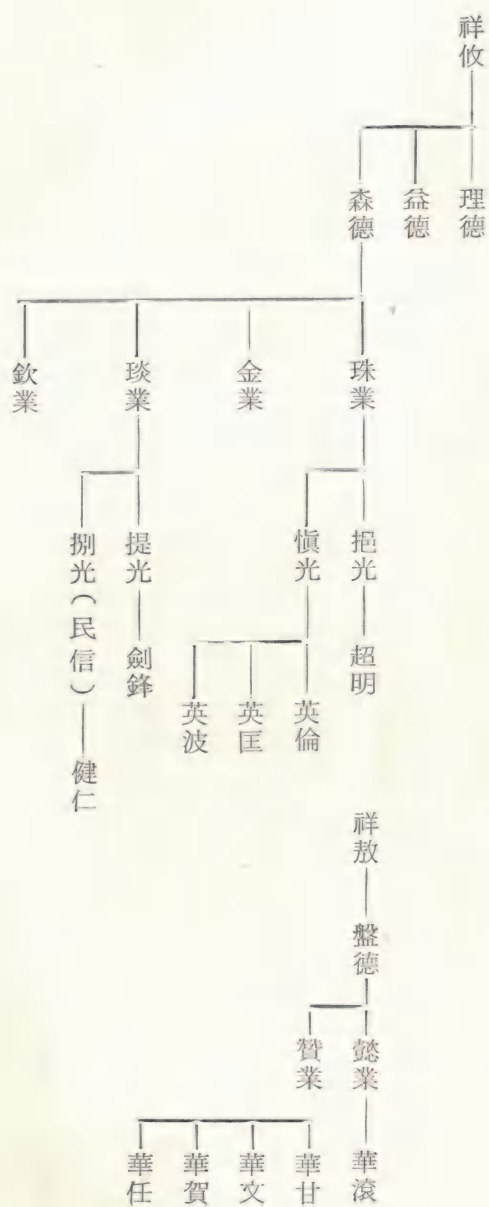 祥攸
理德
益德
森德
珠業
金業
琰業
欽業
挹光
慎光
提光
捌光(民信)
超明
英倫
英匡
英波
劍鋒
健仁
祥敖
盤德
懿業
贊業
華滾
華甘
華文
華賀
華任